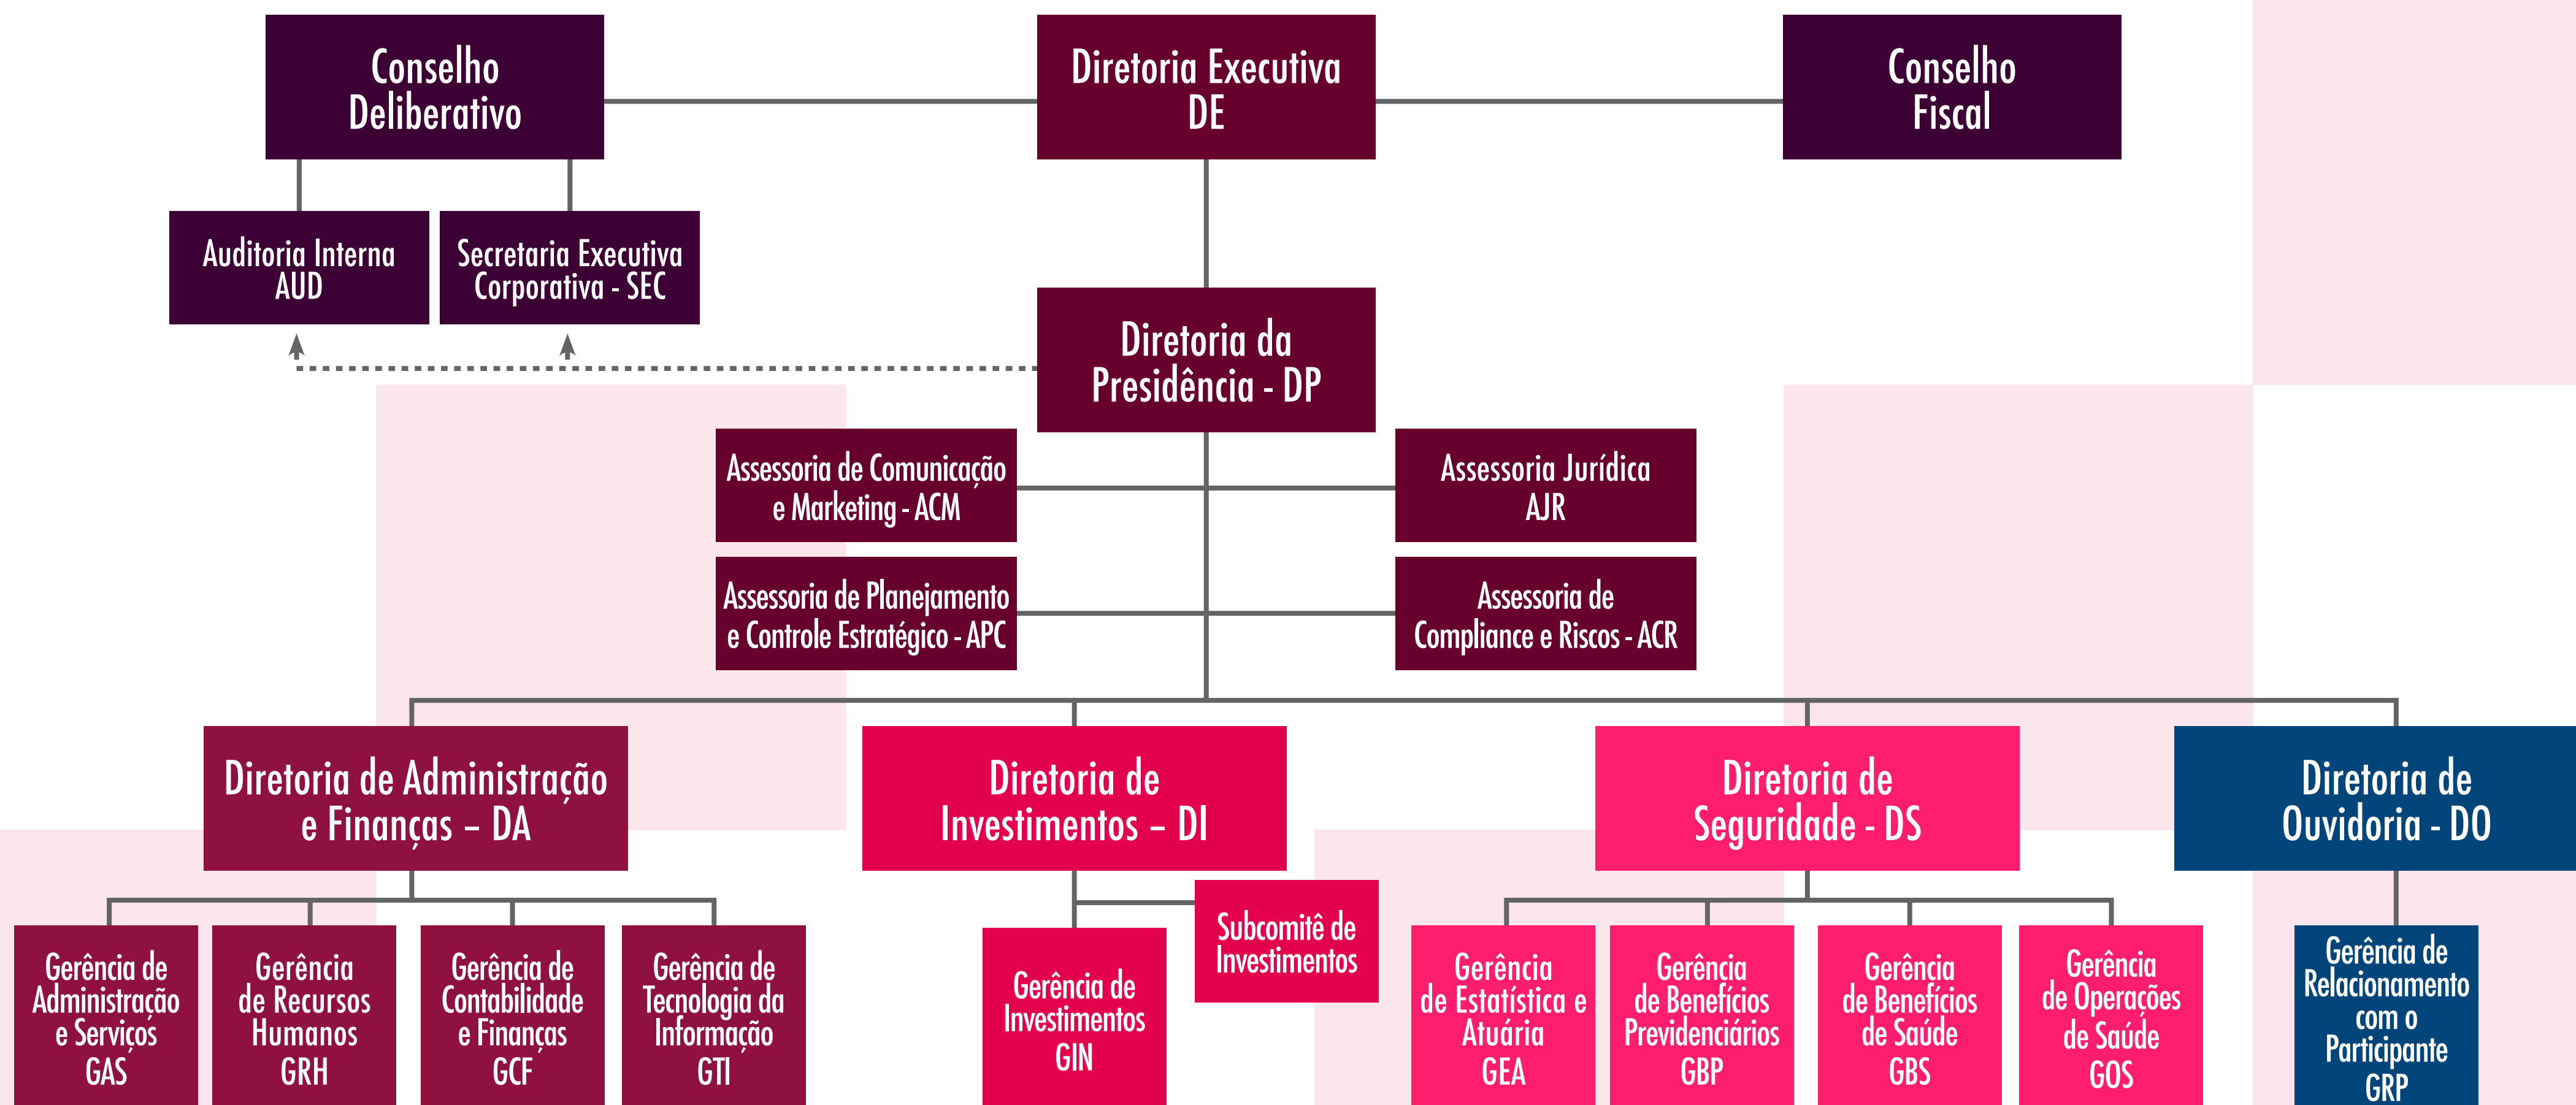 Conselho
Deliberativo
Diretoria Executiva
DE
Conselho
Fiscal
Auditoria Interna
AUD
Secretaria Executiva
Corporativa - SEC
Diretoria da
Presidência - DP
Assessoria de Comunicação
e Marketing - ACM
Assessoria Jurídica
AJR
Assessoria de Planejamento
e Controle Estratégico - APC
Assessoria de
Compliance e Riscos - ACR
Diretoria de Administração
e Finanças – DA
Diretoria de
Investimentos – DI
Diretoria de
Seguridade - DS
Diretoria de
Ouvidoria - DO
Gerência de
Administração
e Serviços
GAS
Gerência
de Recursos
Humanos
GRH
Gerência de
Contabilidade
e Finanças
GCF
Gerência de
Tecnologia da
Informação
GTI
Gerência de
Investimentos
GIN
Subcomitê de
Investimentos
Gerência
de Estatística e
Atuária
GEA
Gerência
de Benefícios
Previdenciários
GBP
Gerência
de Benefícios
de Saúde
GBS
Gerência
de Operações
de Saúde
GOS
Gerência de
Relacionamento
com o
Participante
GRP